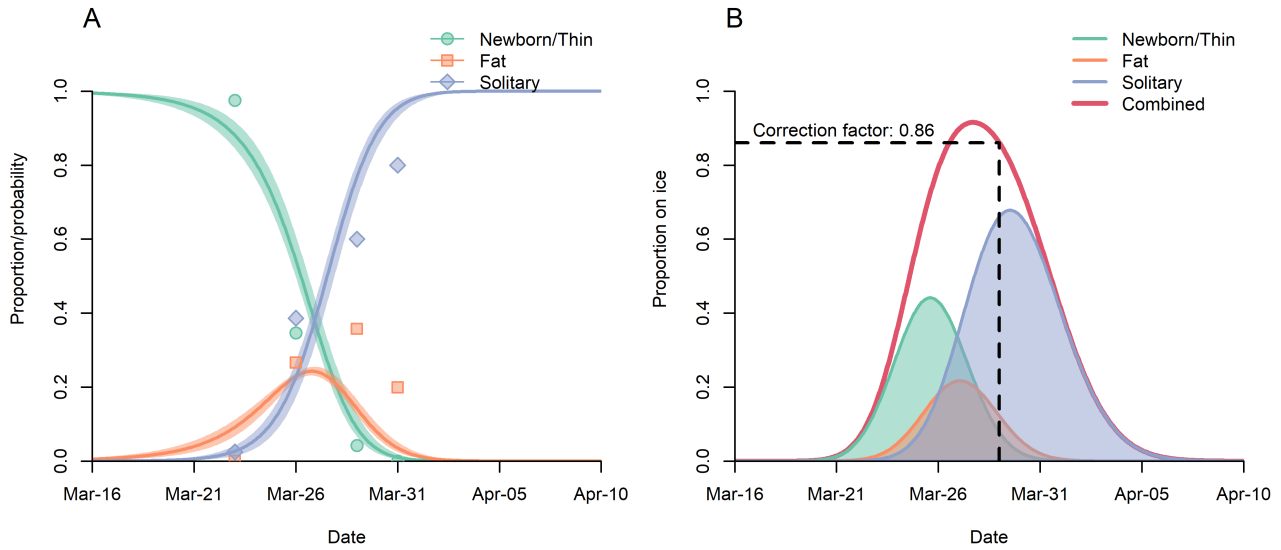 A
Newborn/Thin
Fat
Solitary
Proportion/probability
1.0
0.8
0.6
0.4
0.2
0.0
Mar-16 Mar-21 Mar-26 Mar-31 Apr-05 Apr-10
Date
B
Newborn/Thin
Fat
Solitary
Combined
Correction factor: 0.86
Proportion on ice
1.0
0.8
0.6
0.4
0.2
0.0
Mar-16 Mar-21 Mar-26 Mar-31 Apr-05 Apr-10
Date